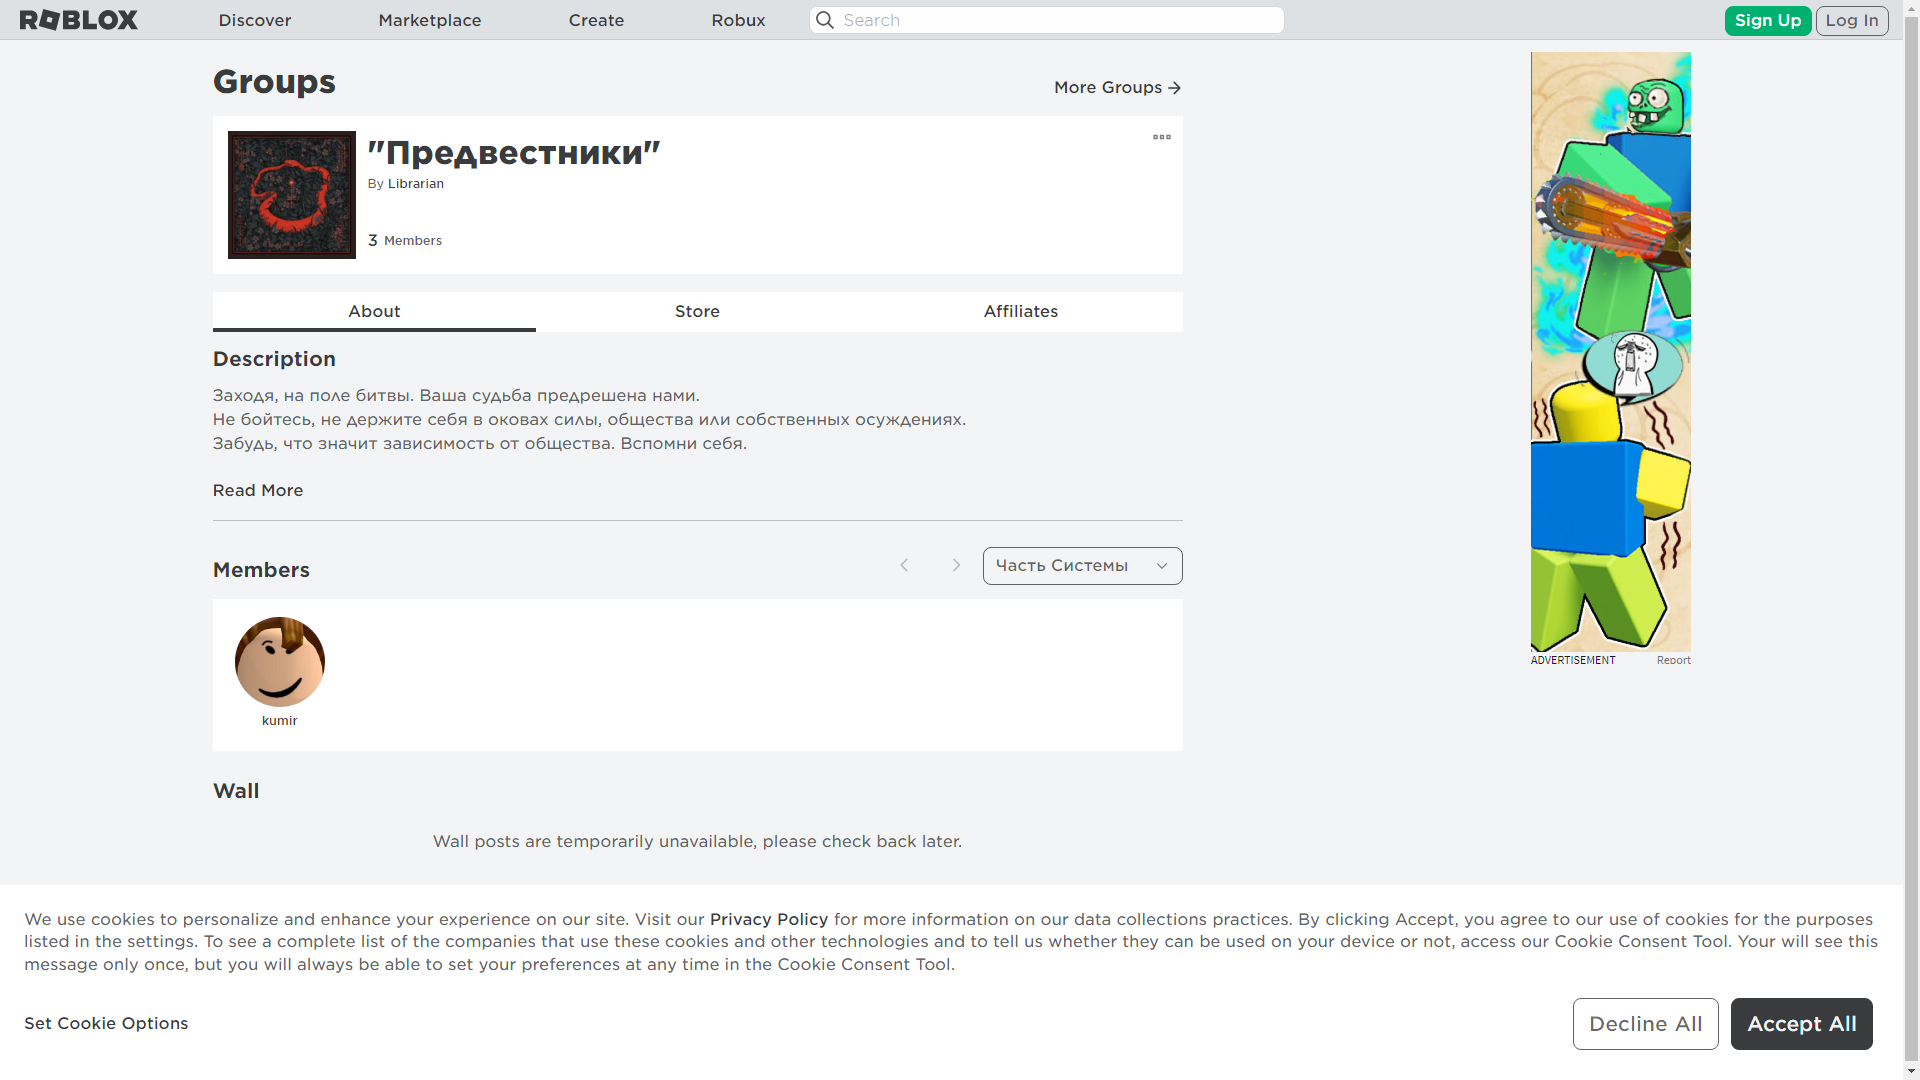 ROBLOX
Discover
Marketplace
Create
Robux
Search
Sign Up
Log In
Groups
More Groups
"Предвестники"
By Librarian
3 Members
About
Store
Affiliates
Description
Заходя, на поле битвы. Ваша судьба предрешена нами.
Не бойтесь, не держите себя в оковах силы, общества или собственных осуждениях.
Забудь, что значит зависимость от общества. Вспомни себя.
Read More
Members
Часть Системы
kumir
Wall
Wall posts are temporarily unavailable, please check back later.
ADVERTISEMENT
Report
We use cookies to personalize and enhance your experience on our site. Visit our Privacy Policy for more information on our data collections practices. By clicking Accept, you agree to our use of cookies for the purposes
listed in the settings. To see a complete list of the companies that use these cookies and other technologies and to tell us whether they can be used on your device or not, access our Cookie Consent Tool. Your will see this
message only once, but you will always be able to set your preferences at any time in the Cookie Consent Tool.
Set Cookie Options
Decline All
Accept All